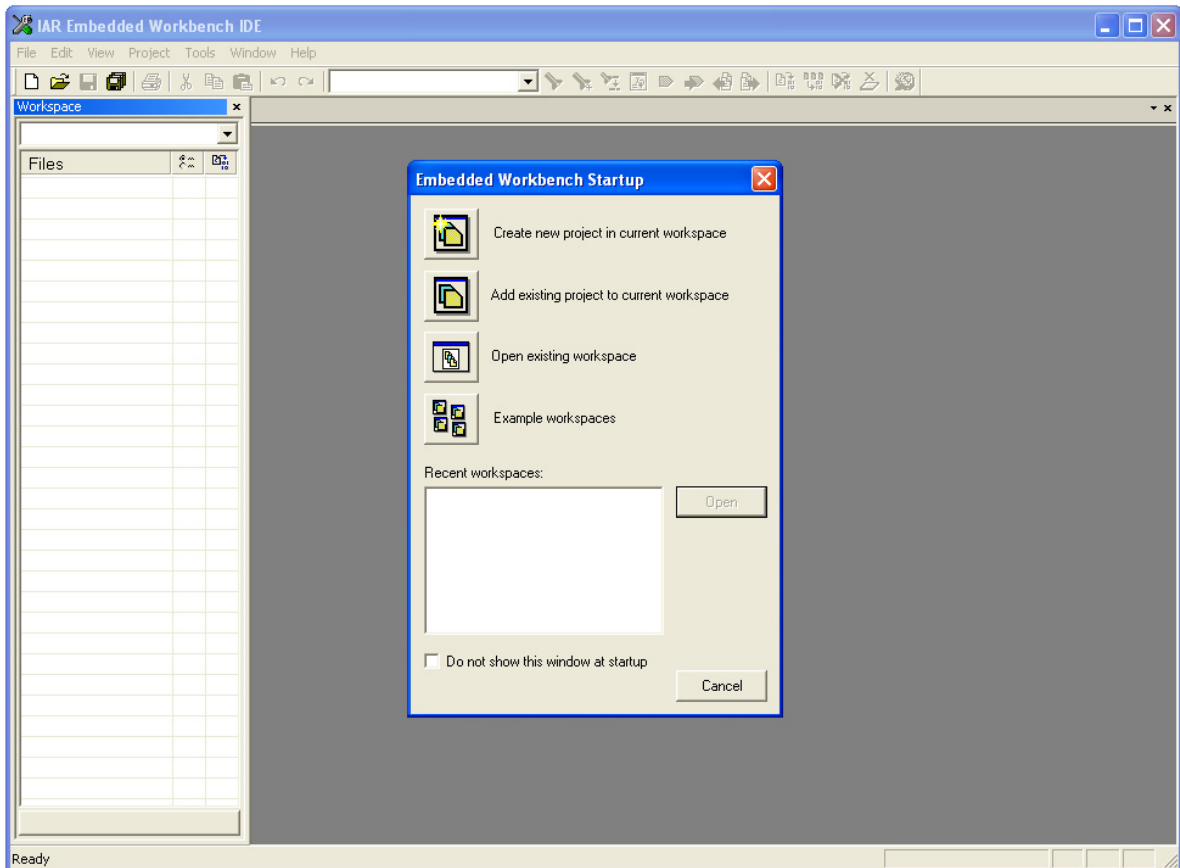 IAR Embedded Workbench IDE
File Edit View Project Tools Window Help
Workspace
Files
Embedded Workbench Startup
Create new project in current workspace
Add existing project to current workspace
Open existing workspace
Example workspaces
Recent workspaces:
Open
Do not show this window at startup
Cancel
Ready